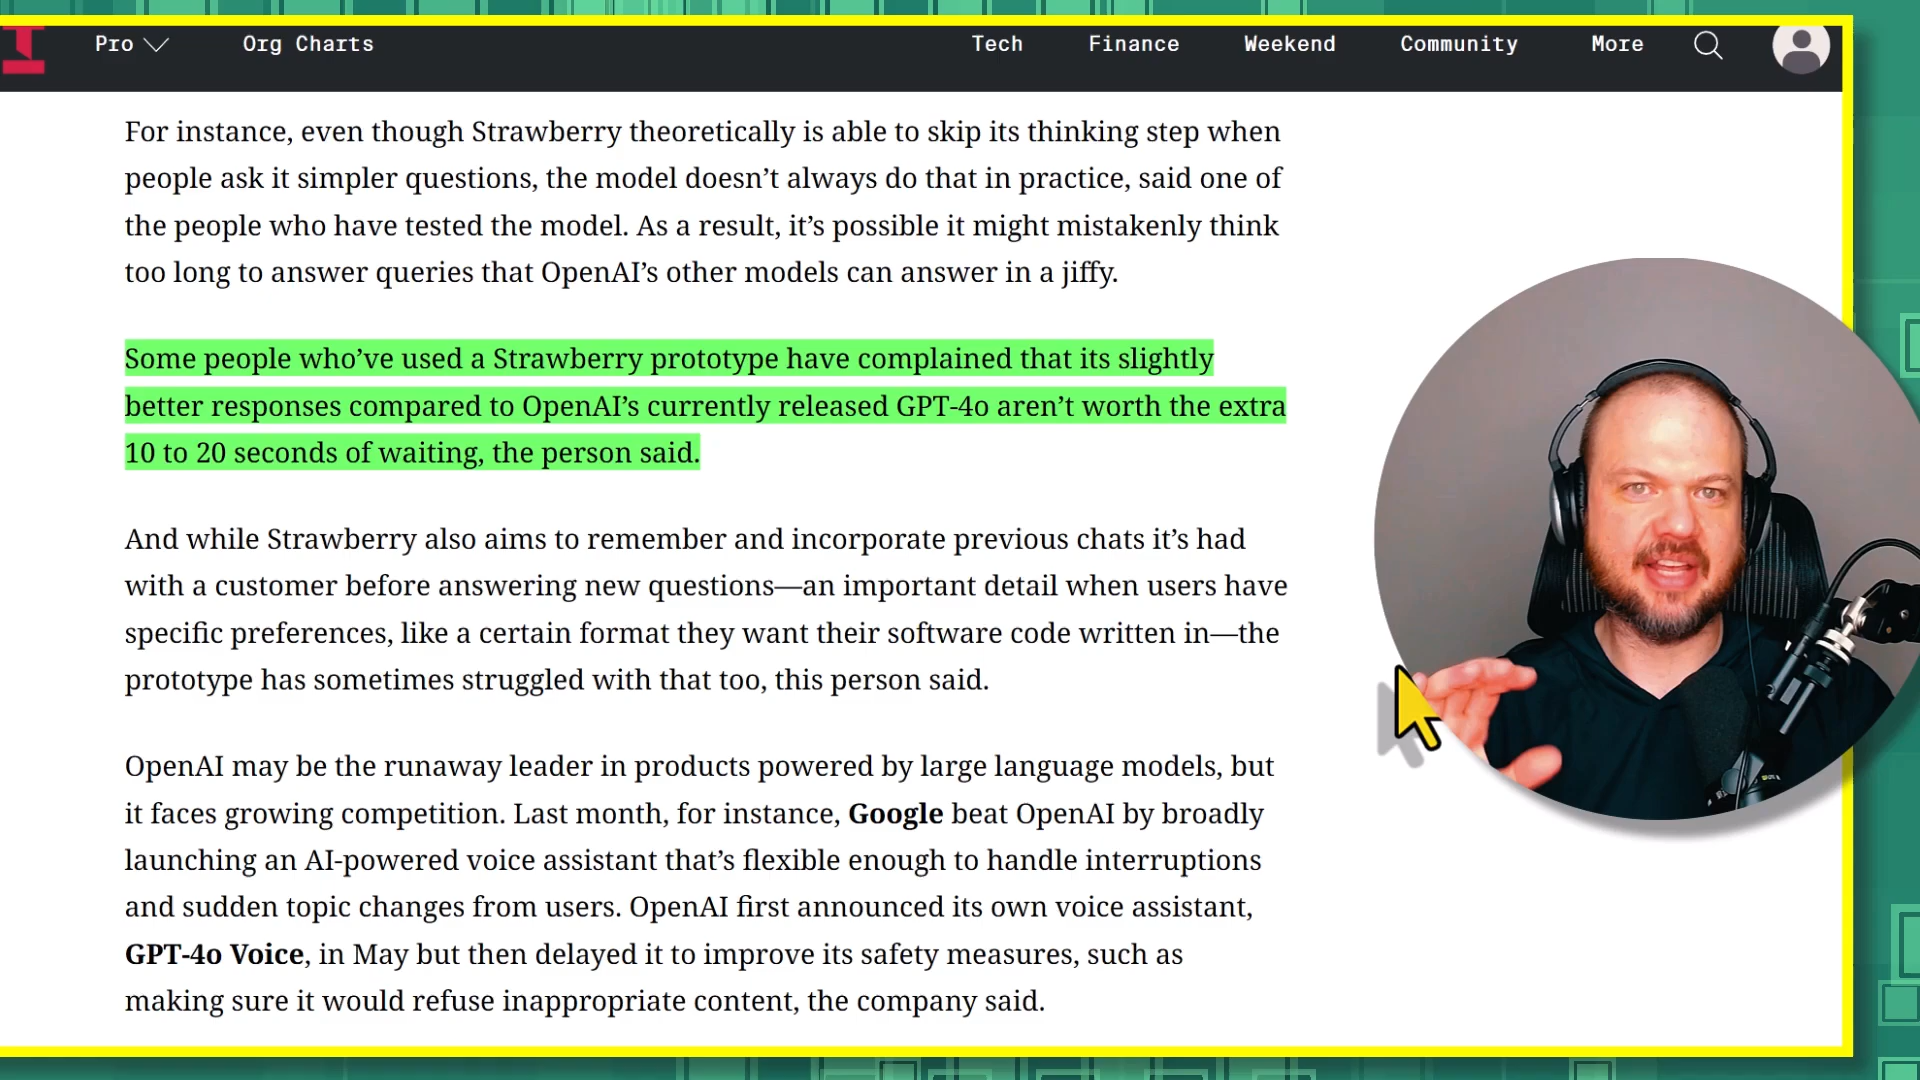 Pro
Org Charts
Tech
Finance
Weekend
Community
More
For instance, even though Strawberry theoretically is able to skip its thinking step when
people ask it simpler questions, the model doesn’t always do that in practice, said one of
the people who have tested the model. As a result, it’s possible it might mistakenly think
too long to answer queries that OpenAI’s other models can answer in a jiffy.
Some people who’ve used a Strawberry prototype have complained that its slightly
better responses compared to OpenAI’s currently released GPT-4o aren’t worth the extra
10 to 20 seconds of waiting, the person said.
And while Strawberry also aims to remember and incorporate previous chats it’s had
with a customer before answering new questions—an important detail when users have
specific preferences, like a certain format they want their software code written in—the
prototype has sometimes struggled with that too, this person said.
OpenAI may be the runaway leader in products powered by large language models, but
it faces growing competition. Last month, for instance, Google beat OpenAI by broadly
launching an AI-powered voice assistant that’s flexible enough to handle interruptions
and sudden topic changes from users. OpenAI first announced its own voice assistant,
GPT-4o Voice, in May but then delayed it to improve its safety measures, such as
making sure it would refuse inappropriate content, the company said.